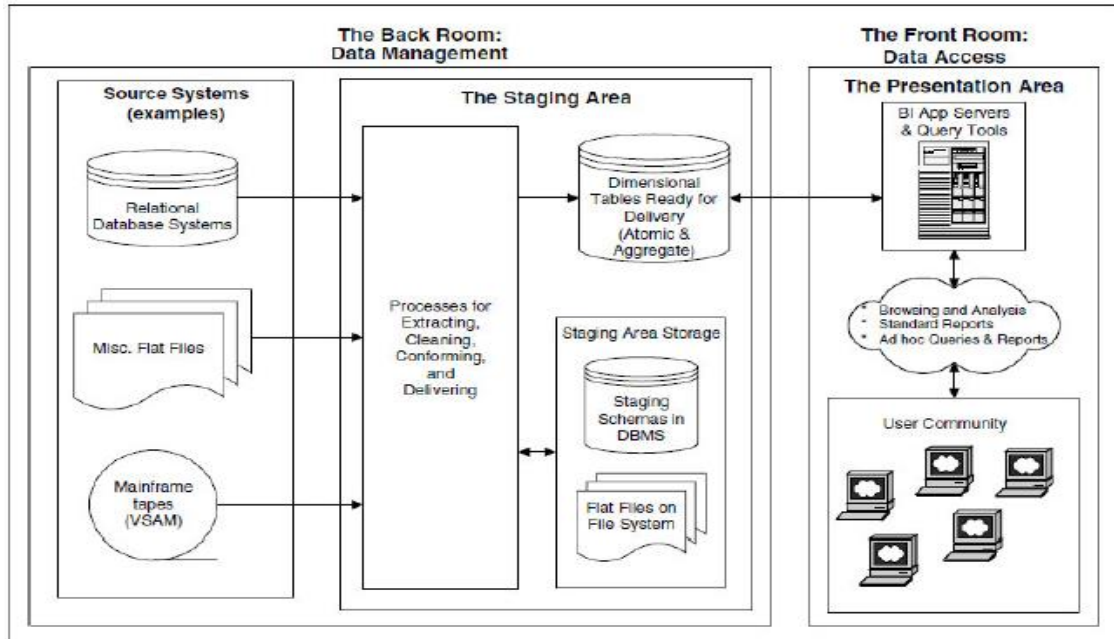 The Back Room:
Data Management
The Front Room:
Data Access
Source Systems
(examples)
Relational
Database Systems
Misc. Flat Files
Mainframe
tapes
(VSAM)
The Staging Area
Processes for
Extracting,
Cleaning,
Conforming,
and
Delivering
Dimensional
Tables Ready for
Delivery
(Atomic &
Aggregate)
Staging Area Storage
Staging
Schemas in
DBMS
Flat Files on
File System
The Presentation Area
BI App Servers
& Query Tools
* Browsing and Analysis
- Standard Reports
* Ad hoc Queries & Reports
User Community